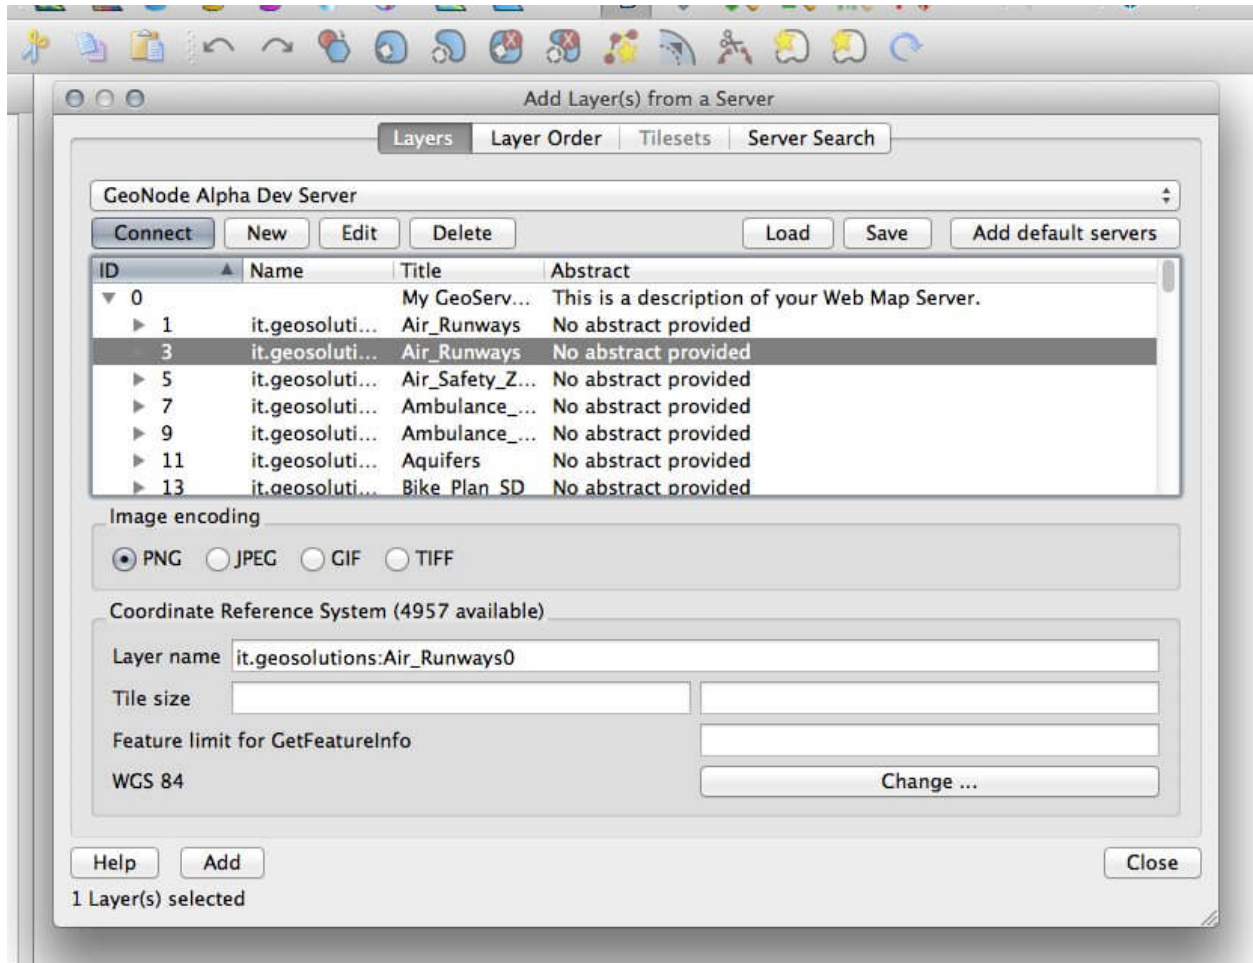 Add Layer(s) from a Server
Layers Layer Order Tilesets Server Search
GeoNode Alpha Dev Server
Connect New Edit Delete Load Save Add default servers
ID Name Title Abstract
0 My GeoServ... This is a description of your Web Map Server.
1 it.geosoluti... Air_Runways No abstract provided
3 it.geosoluti... Air_Runways No abstract provided
5 it.geosoluti... Air_Safety_Z... No abstract provided
7 it.geosoluti... Ambulance_... No abstract provided
9 it.geosoluti... Ambulance_... No abstract provided
11 it.geosoluti... Aquifers No abstract provided
13 it.geosoluti... Bike_Plan_SD No abstract provided
Image encoding
PNG JPEG GIF TIFF
Coordinate Reference System (4957 available)
Layer name it.geosolutions:Air_Runways0
Tile size
Feature limit for GetFeatureInfo
WGS 84 Change ...
Help Add Close
1 Layer(s) selected